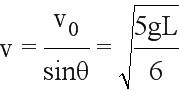 v = v₀/sinθ = √(5gL/6)